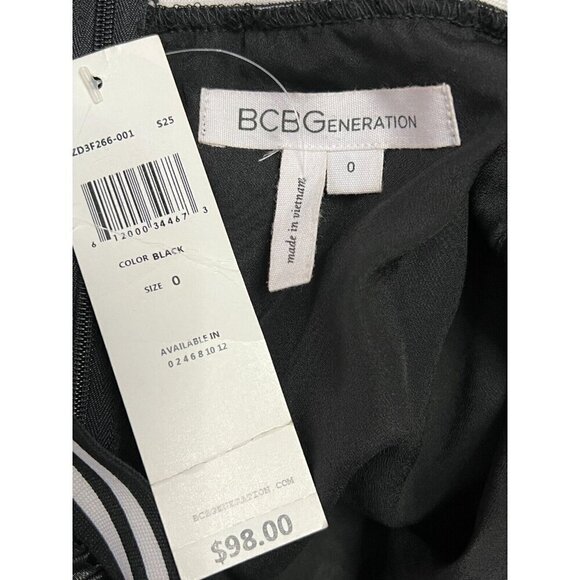 ZD3F266-001 S25
6 12000 34467 3
COLOR BLACK
SIZE 0
AVAILABLE IN
0 2 4 6 8 10 12
BCBGENERATION.COM
$98.00
BCBGENERATION
0
made in vietnam